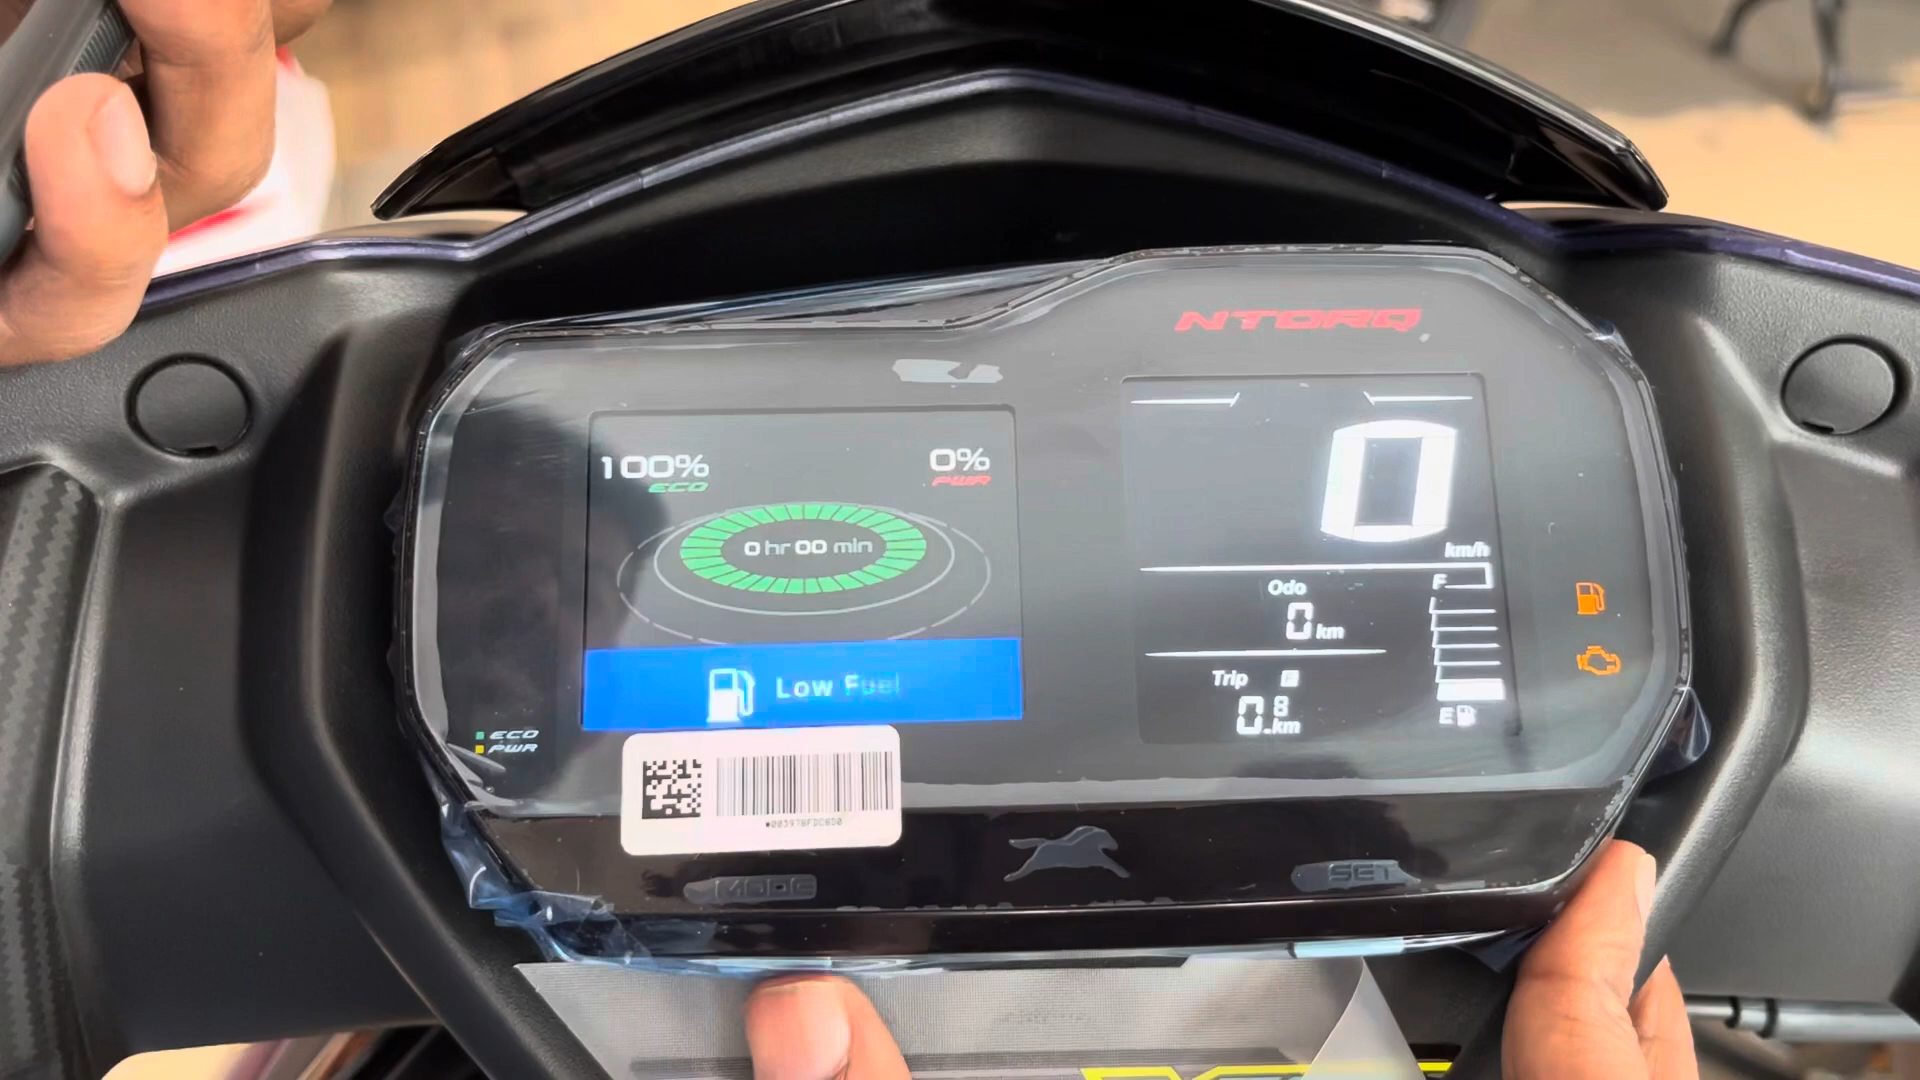 NTORQ
100%
ECO
0%
PWR
0 hr 00 min
Low Fuel
0
km/h
Odo
0 km
F
Trip F
0.8 km
E
ECO
PWR
MODE
SET